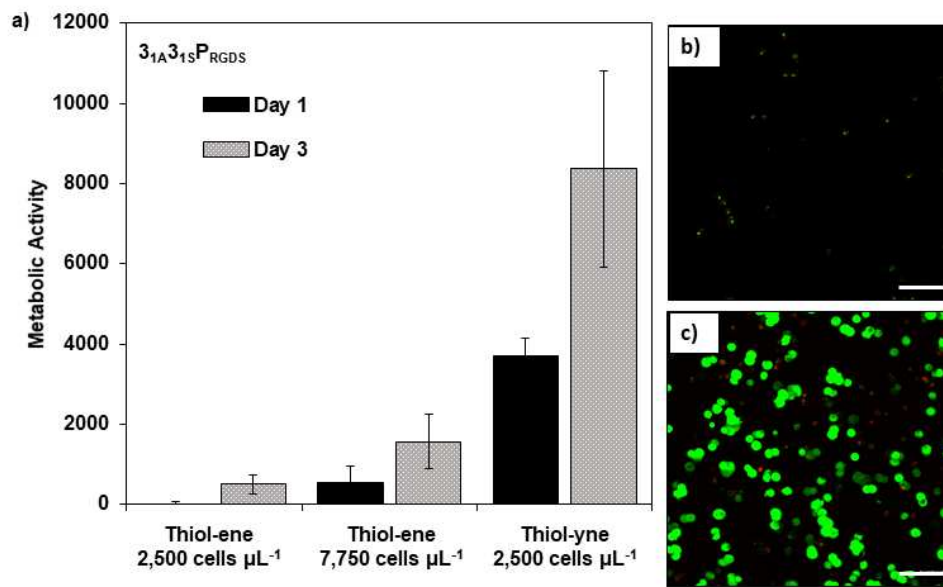 a)
12000
10000
8000
6000
4000
2000
0
Metabolic Activity
3₁ₐ3₁ₛP_RGDS
Day 1
Day 3
Thiol-ene
2,500 cells µL⁻¹
Thiol-ene
7,750 cells µL⁻¹
Thiol-yne
2,500 cells µL⁻¹
b)
c)